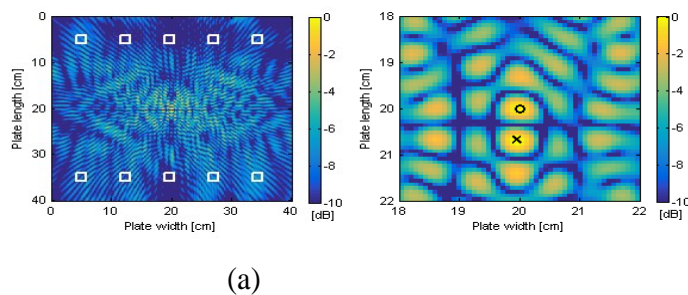 0
10
20
30
40
0 10 20 30 40
Plate length [cm]
Plate width [cm]
0
-2
-4
-6
-8
-10
[dB]
18
19
20
21
22
18 19 20 21 22
Plate length [cm]
Plate width [cm]
0
-2
-4
-6
-8
-10
[dB]
(a)